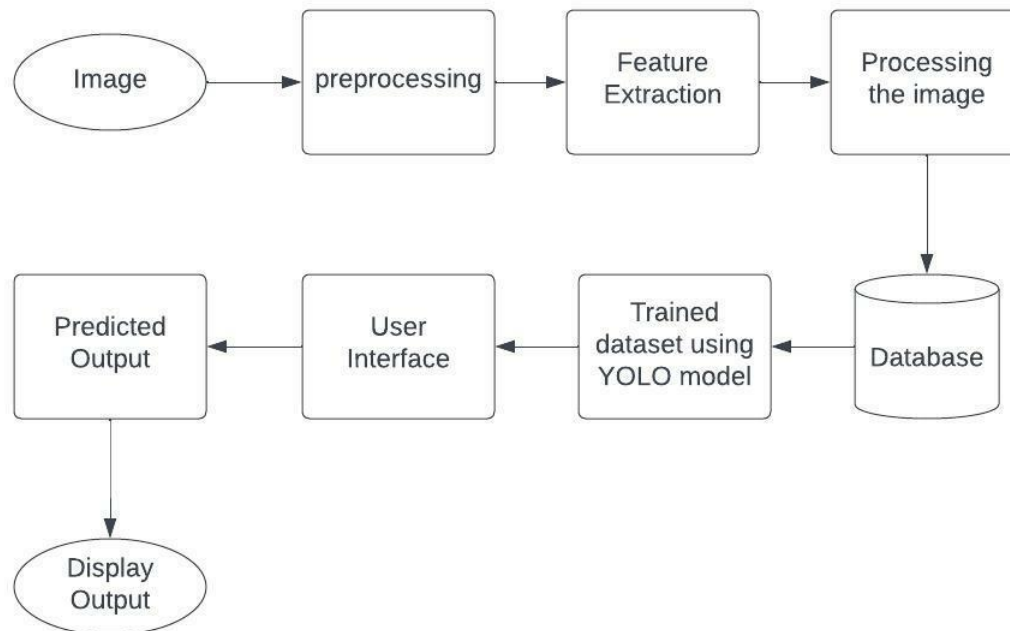 Image
preprocessing
Feature
Extraction
Processing
the image
Database
Trained
dataset using
YOLO model
User
Interface
Predicted
Output
Display
Output